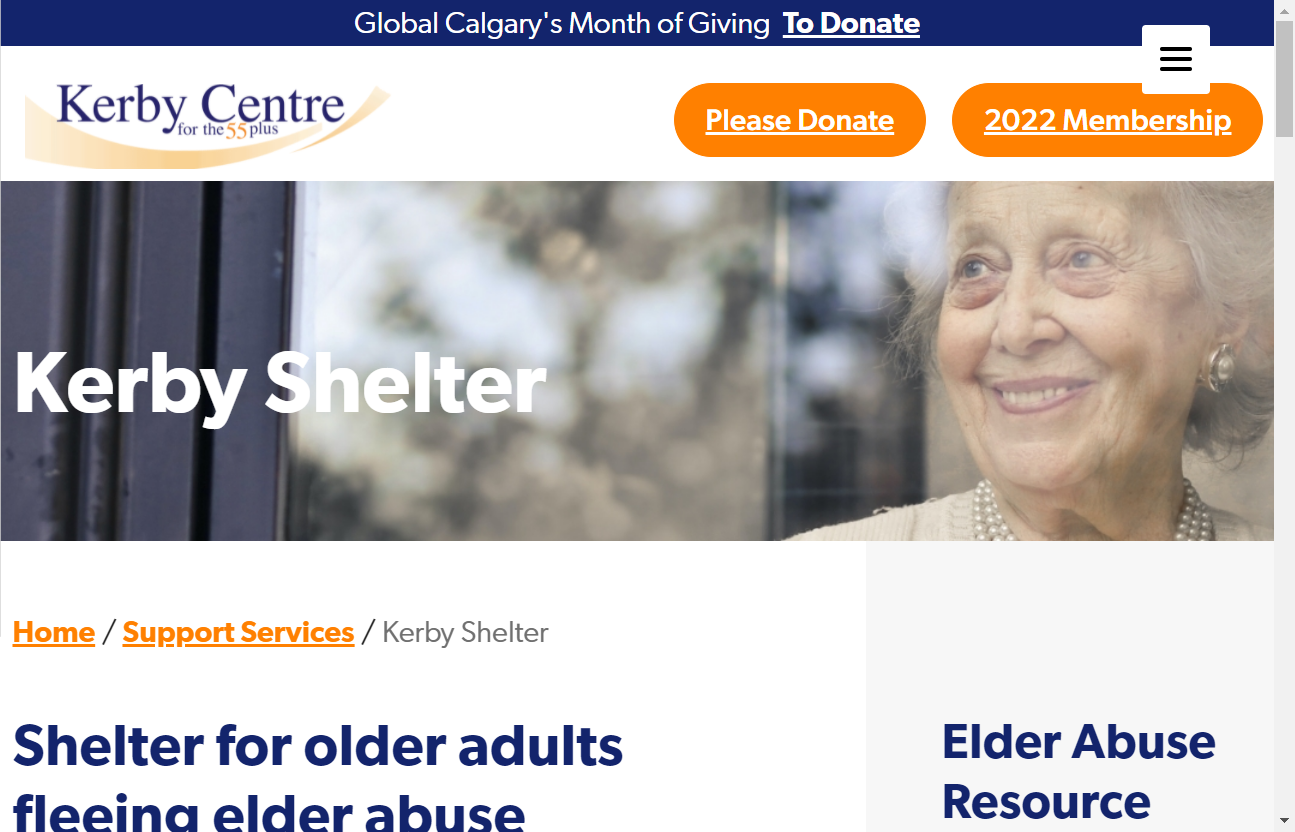 Global Calgary's Month of Giving To Donate
Kerby Centre
for the 55 plus
Please Donate
2022 Membership
Kerby Shelter
Home / Support Services / Kerby Shelter
Shelter for older adults
fleeing elder abuse
Elder Abuse
Resource